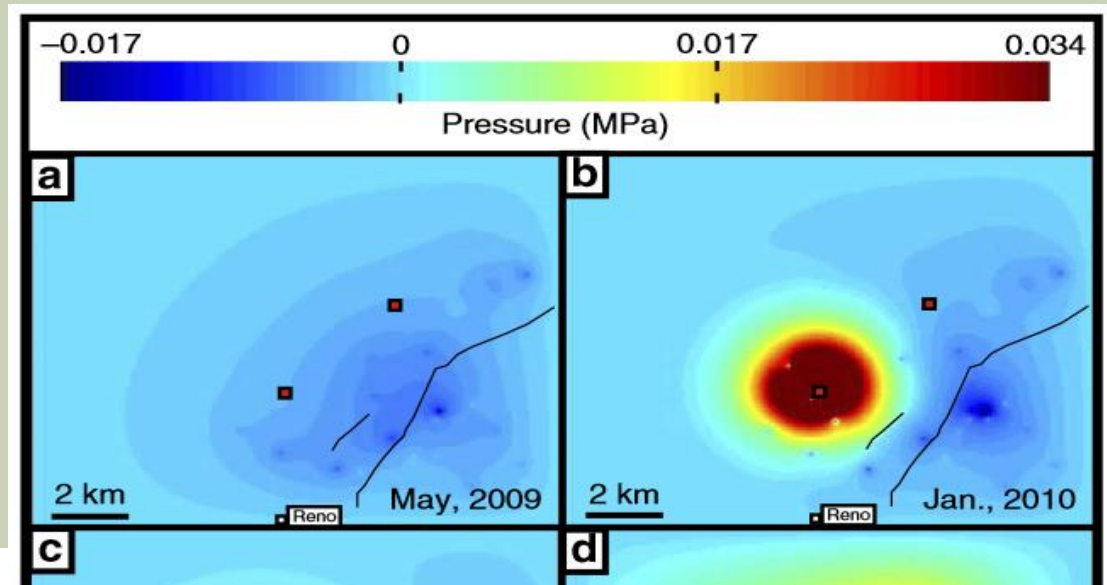 −0.017 0 0.017 0.034
Pressure (MPa)
a
b
2 km
May, 2009
Reno
2 km
Jan., 2010
Reno
c
d